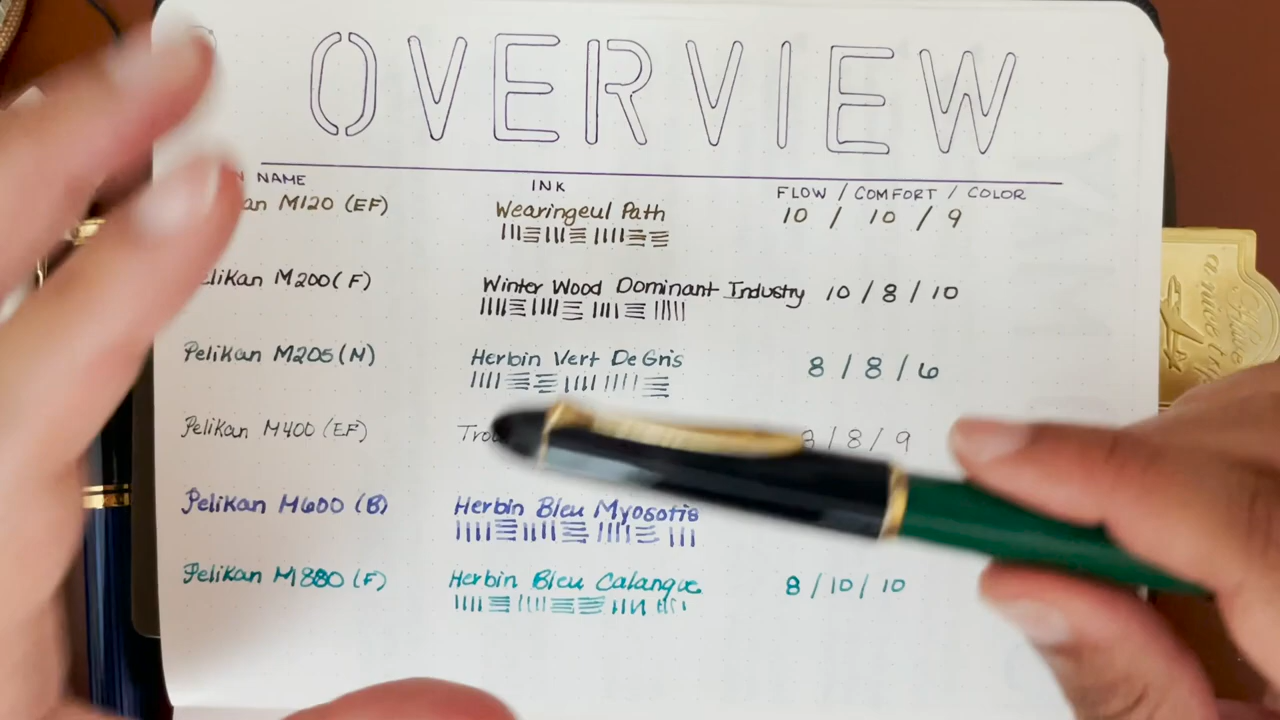 OVERVIEW
NAME INK FLOW / COMFORT / COLOR
M120 (EF) Wearingeul Path 10 / 10 / 9
Pelikan M200 (F) Winter Wood Dominant Industry 10 / 8 / 10
Pelikan M205 (M) Herbin Vert De Gris 8 / 8 / 6
Pelikan M400 (EF) / 8 / 9
Pelikan M600 (B) Herbin Bleu Myosotis
Pelikan M880 (F) Herbin Bleu Calanque 8 / 10 / 10